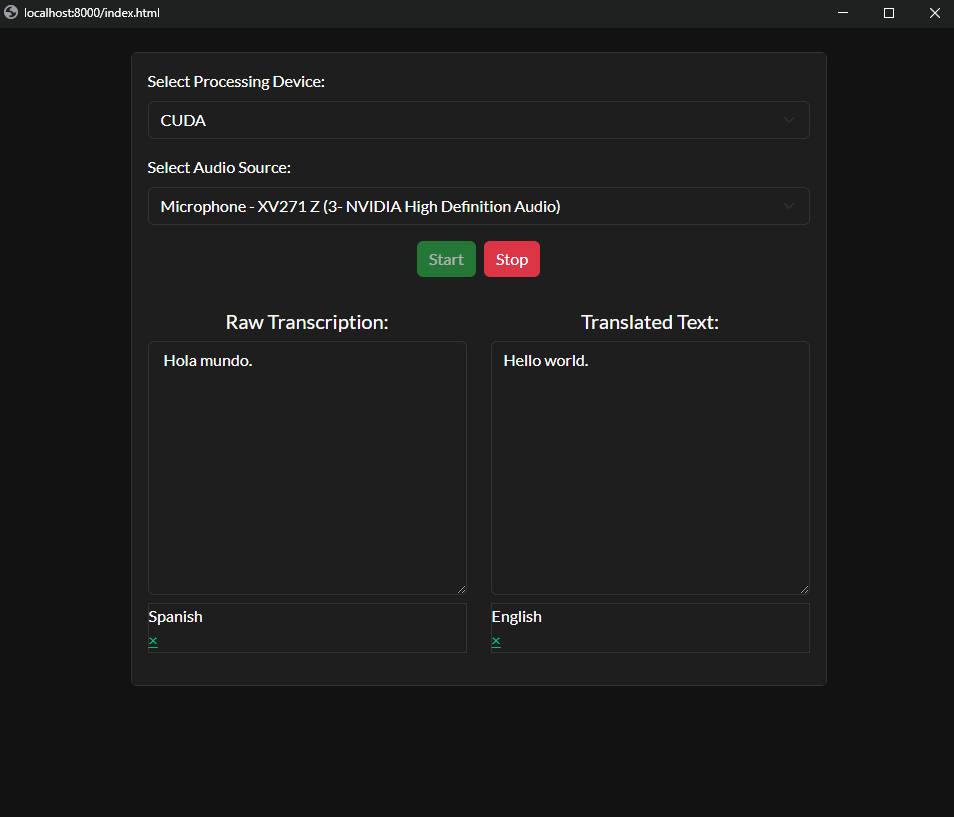 localhost:8000/index.html
Select Processing Device:
CUDA
Select Audio Source:
Microphone - XV271 Z (3- NVIDIA High Definition Audio)
Start Stop
Raw Transcription:
Hola mundo.
Spanish
×
Translated Text:
Hello world.
English
×